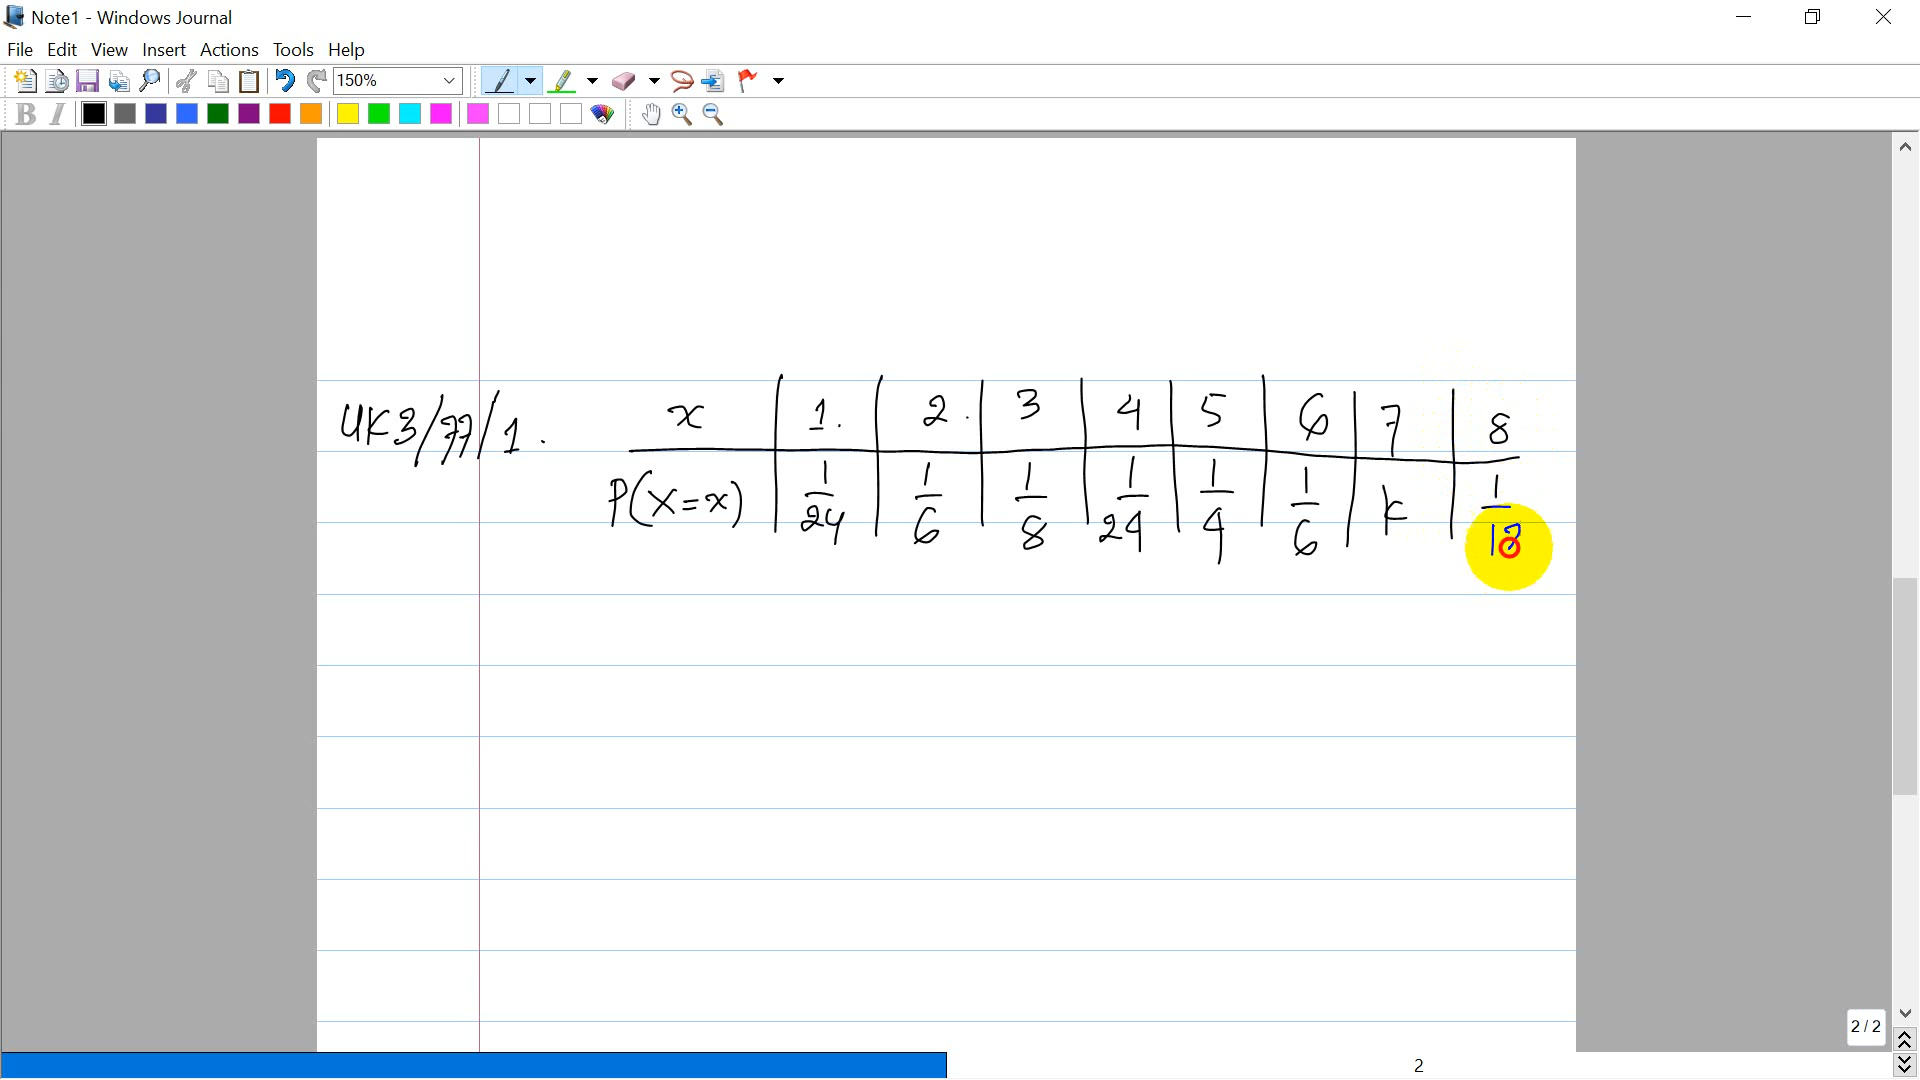 Note1 - Windows Journal
File Edit View Insert Actions Tools Help
150%
B I
UK3/77/1. x 1. 2. 3 4 5 6 7 8
P(X=x) 1/24 1/6 1/8 1/24 1/4 1/6 k 1/12
2 / 2
2